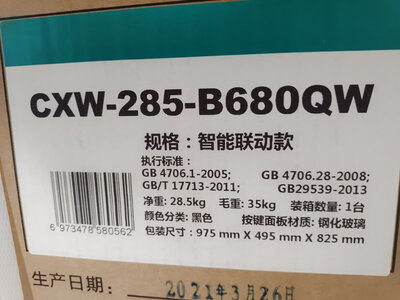 CXW-285-B680QW
规格：智能联动款
执行标准：
GB 4706.1-2005; GB 4706.28-2008;
GB/T 17713-2011; GB29539-2013
净重: 28.5kg 毛重: 35kg 装箱数量: 1台
颜色分类: 黑色 按键面板材质: 钢化玻璃
包装尺寸: 975 mm X 495 mm X 825 mm
6 973478 580562
生产日期: 2021年3月26日